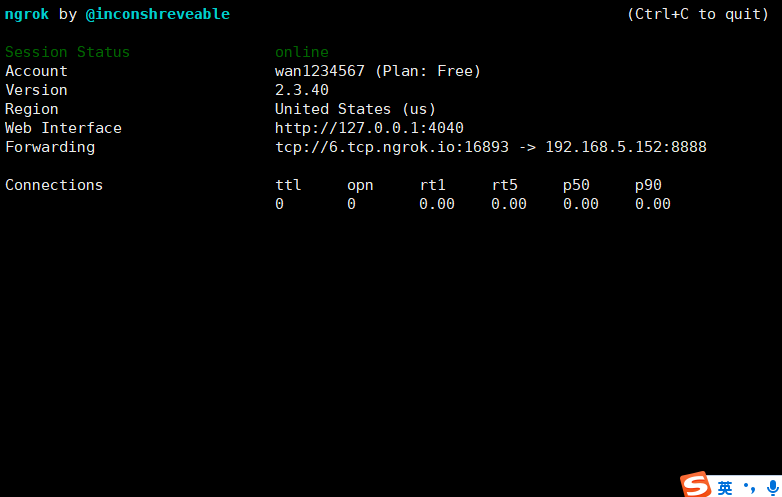 ngrok by @inconshreveable (Ctrl+C to quit)
Session Status online
Account wan1234567 (Plan: Free)
Version 2.3.40
Region United States (us)
Web Interface http://127.0.0.1:4040
Forwarding tcp://6.tcp.ngrok.io:16893 -> 192.168.5.152:8888
Connections ttl opn rt1 rt5 p50 p90
0 0 0.00 0.00 0.00 0.00
S 英